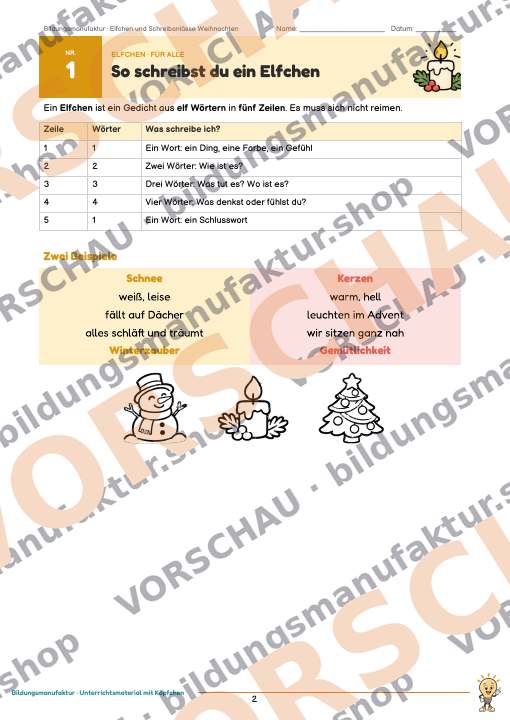 Bildungsmanufaktur · Elfchen und Schreibanlässe Weihnachten Name: ____________ Datum: ________
NR.
1
ELFCHEN · FÜR ALLE
So schreibst du ein Elfchen
Ein Elfchen ist ein Gedicht aus elf Wörtern in fünf Zeilen. Es muss sich nicht reimen.
Zeile Wörter Was schreibe ich?
1 1 Ein Wort: ein Ding, eine Farbe, ein Gefühl
2 2 Zwei Wörter: Wie ist es?
3 3 Drei Wörter: Was tut es? Wo ist es?
4 4 Vier Wörter: Was denkst oder fühlst du?
5 1 Ein Wort: ein Schlusswort
Zwei Beispiele
Schnee
weiß, leise
fällt auf Dächer
alles schläft und träumt
Winterzauber
Kerzen
warm, hell
leuchten im Advent
wir sitzen ganz nah
Gemütlichkeit
VORSCHAU · bildungsmanufaktur.shop
Bildungsmanufaktur · Unterrichtsmaterial mit Köpfchen
2